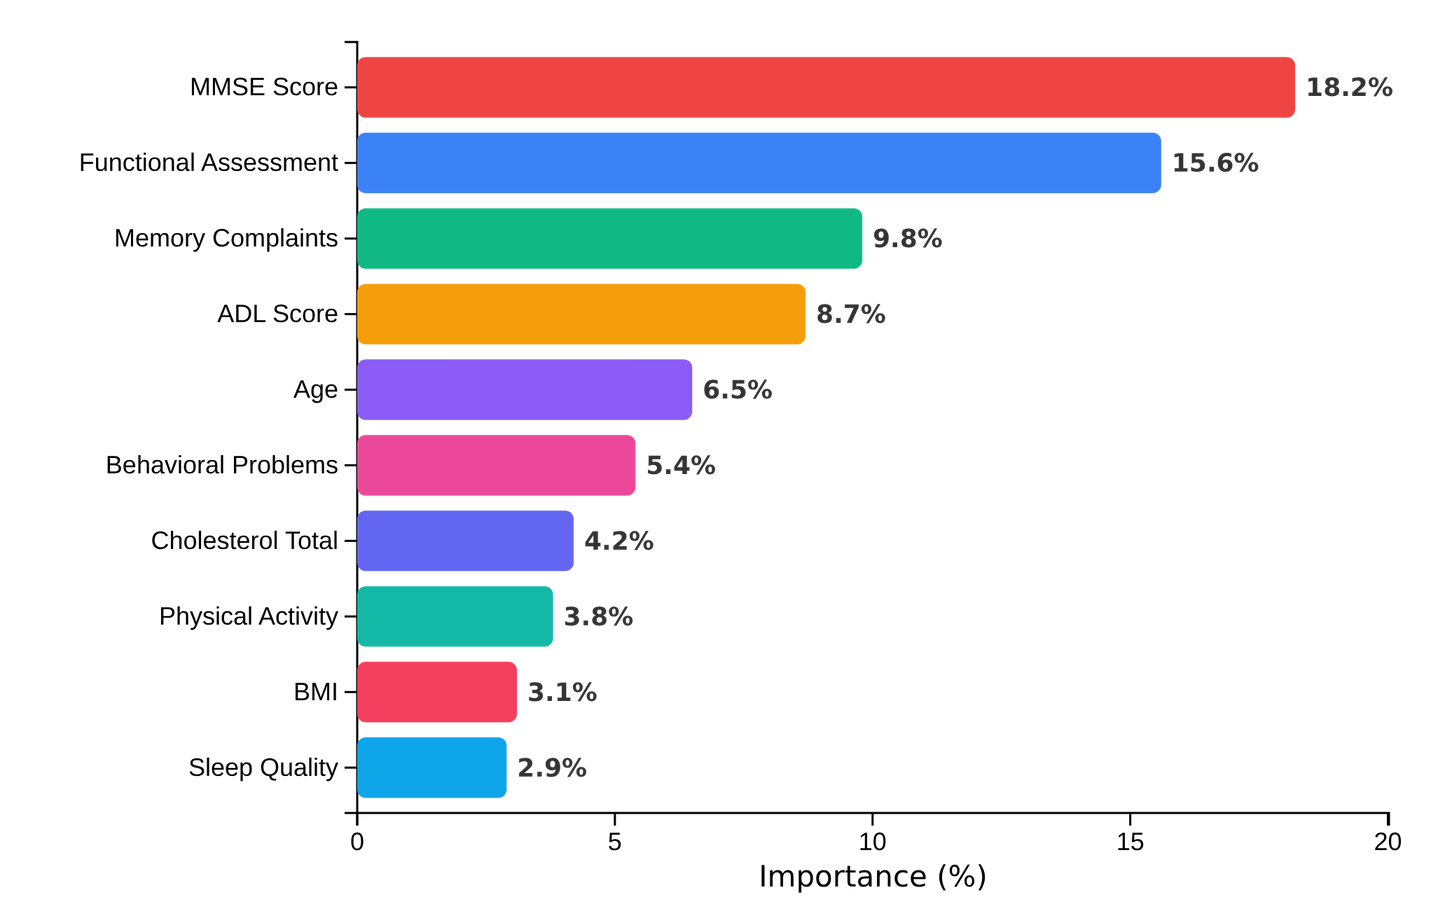 MMSE Score 18.2%
Functional Assessment 15.6%
Memory Complaints 9.8%
ADL Score 8.7%
Age 6.5%
Behavioral Problems 5.4%
Cholesterol Total 4.2%
Physical Activity 3.8%
BMI 3.1%
Sleep Quality 2.9%
0 5 10 15 20
Importance (%)